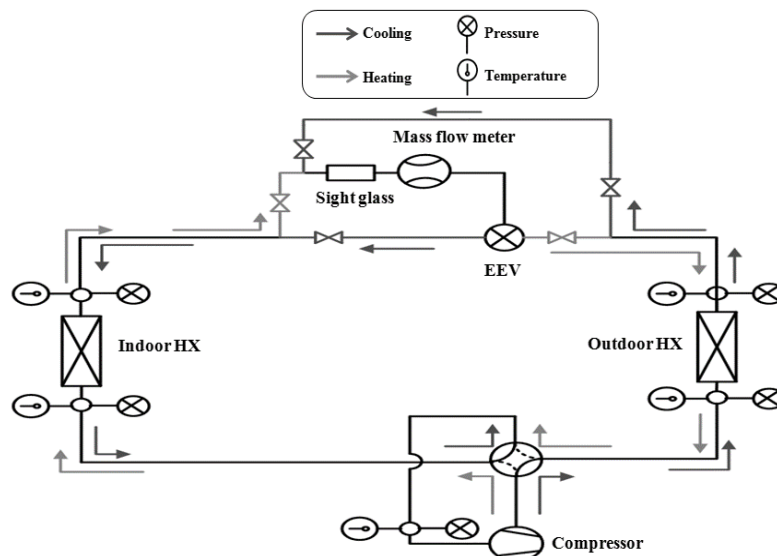 Cooling
Pressure
Heating
Temperature
Mass flow meter
Sight glass
EEV
Indoor HX
Outdoor HX
Compressor